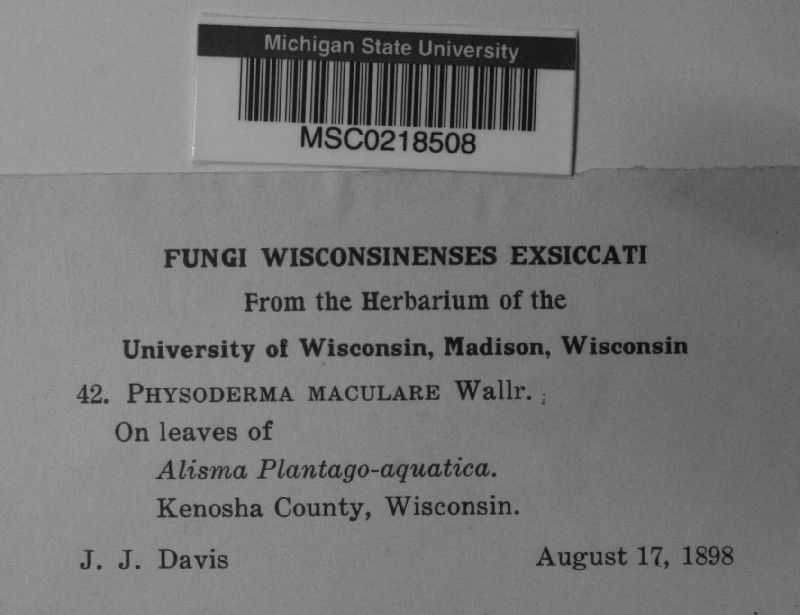 Michigan State University
MSC0218508
FUNGI WISCONSINENSES EXSICCATI
From the Herbarium of the
University of Wisconsin, Madison, Wisconsin
42. PHYSODERMA MACULARE Wallr.
On leaves of
Alisma Plantago-aquatica.
Kenosha County, Wisconsin.
J. J. Davis August 17, 1898